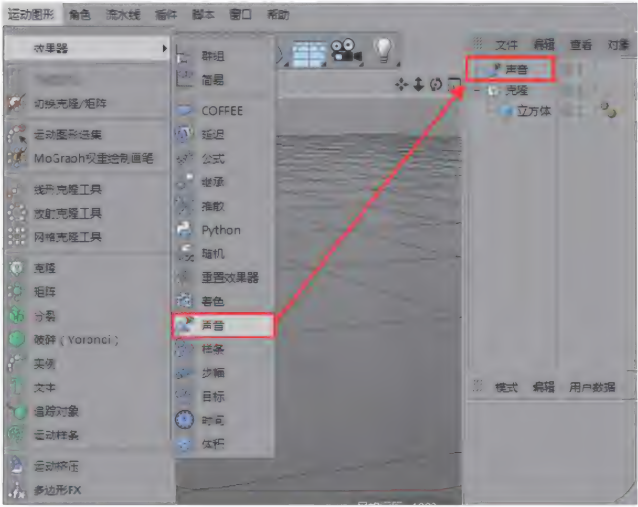 运动图形 角色 流水线 插件 脚本 窗口 帮助
效果器
切换克隆/矩阵
运动图形选集
MoGraph权重绘制画笔
线形克隆工具
放射克隆工具
网格克隆工具
克隆
矩阵
分裂
破碎（Voronoi）
实例
文本
追踪对象
运动样条
运动挤压
多边形FX
群组
简易
COFFEE
延迟
公式
继承
推散
Python
随机
重置效果器
着色
声音
样条
步幅
目标
时间
体积
文件 编辑 查看 对象
声音
克隆
立方体
模式 编辑 用户数据